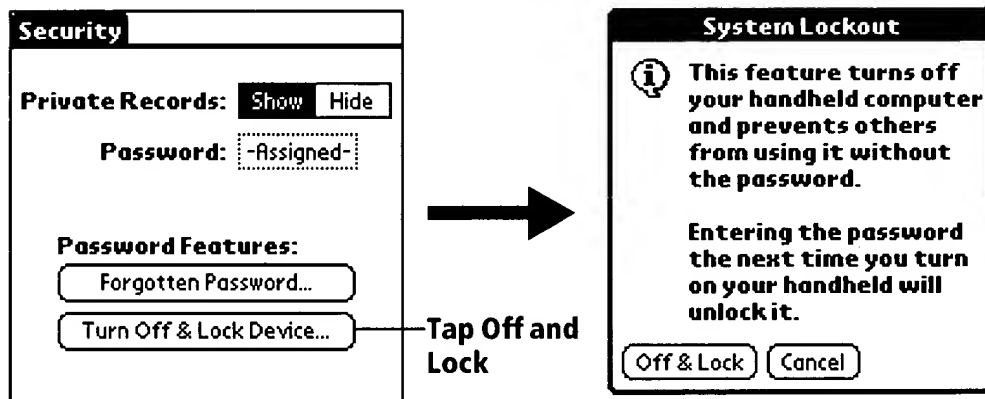 Security
Private Records: Show Hide
Password: -Assigned-
Password Features:
Forgotten Password...
Turn Off & Lock Device...
Tap Off and
Lock
System Lockout
This feature turns off
your handheld computer
and prevents others
from using it without
the password.
Entering the password
the next time you turn
on your handheld will
unlock it.
Off & Lock Cancel